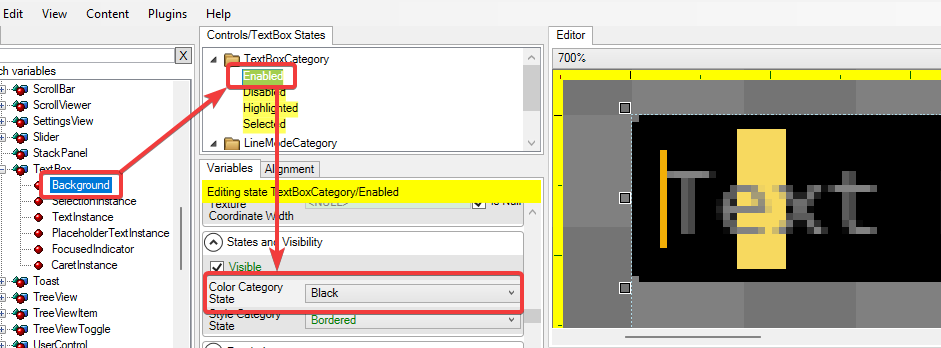 Edit View Content Plugins Help
Controls/TextBox States
Editor
X
700%
ch variables
TextBoxCategory
Enabled
Disabled
Highlighted
Selected
LineModeCategory
ScrollBar
ScrollViewer
SettingsView
Slider
StackPanel
TextBox
Background
SelectionInstance
TextInstance
PlaceholderTextInstance
FocusedIndicator
CaretInstance
Toast
TreeView
TreeViewItem
TreeViewToggle
UserControl
Variables Alignment
Editing state TextBoxCategory/Enabled
Texture
Coordinate Width
<NULL>
Is Null
States and Visibility
Visible
Color Category
State
Black
Style Category
State
Bordered
Text